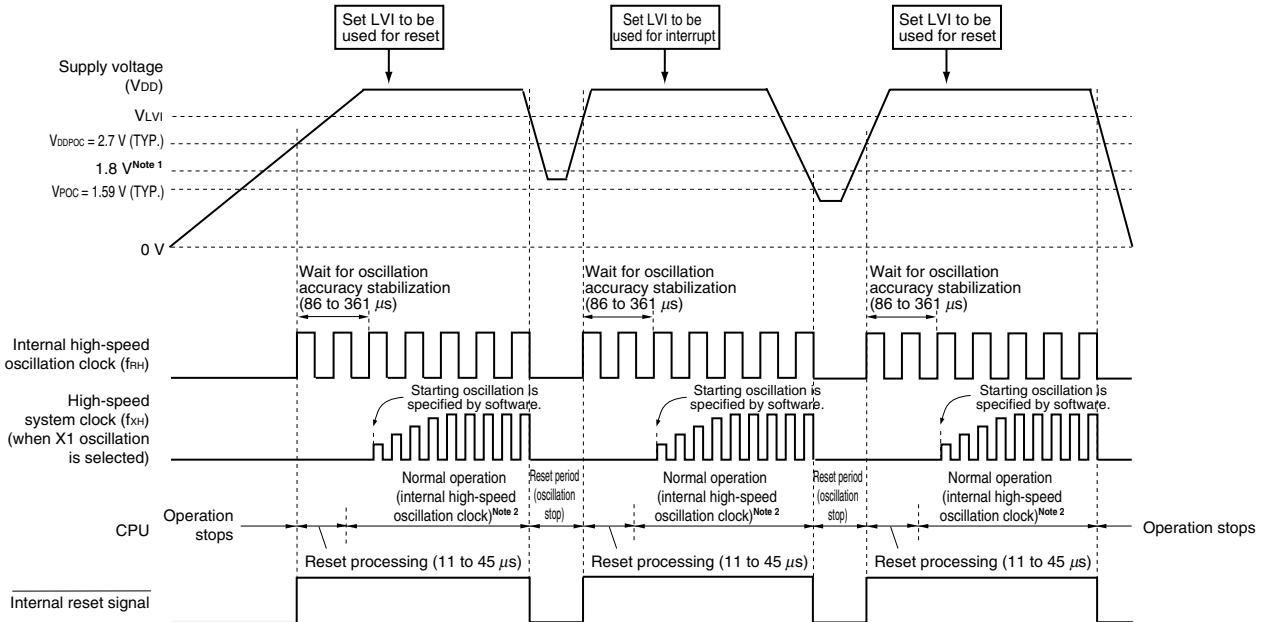 Set LVI to be
used for reset
Set LVI to be
used for interrupt
Set LVI to be
used for reset
Supply voltage
(VDD)
VLVI
VDDPOC = 2.7 V (TYP.)
1.8 V Note 1
VPOC = 1.59 V (TYP.)
0 V
Wait for oscillation
accuracy stabilization
(86 to 361 μs)
Wait for oscillation
accuracy stabilization
(86 to 361 μs)
Wait for oscillation
accuracy stabilization
(86 to 361 μs)
Internal high-speed
oscillation clock (fRH)
High-speed
system clock (fXH)
(when X1 oscillation
is selected)
Starting oscillation is
specified by software.
Starting oscillation is
specified by software.
Starting oscillation is
specified by software.
CPU
Operation
stops
Normal operation
(internal high-speed
oscillation clock) Note 2
Reset period
(oscillation
stop)
Normal operation
(internal high-speed
oscillation clock) Note 2
Reset period
(oscillation
stop)
Normal operation
(internal high-speed
oscillation clock) Note 2
Operation stops
Reset processing (11 to 45 μs)
Reset processing (11 to 45 μs)
Reset processing (11 to 45 μs)
Internal reset signal